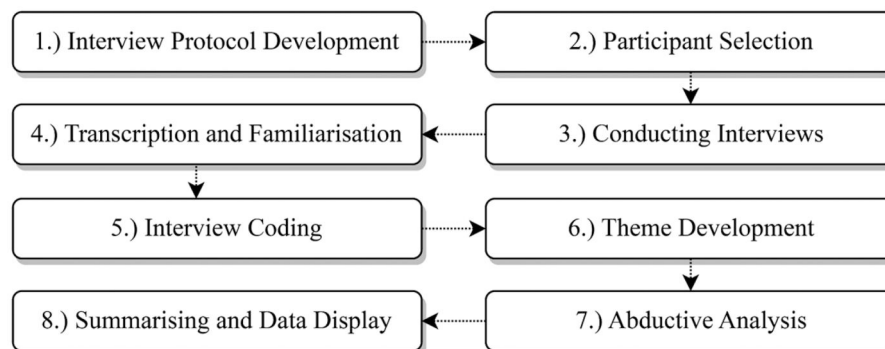 1.) Interview Protocol Development
2.) Participant Selection
3.) Conducting Interviews
4.) Transcription and Familiarisation
5.) Interview Coding
6.) Theme Development
7.) Abductive Analysis
8.) Summarising and Data Display